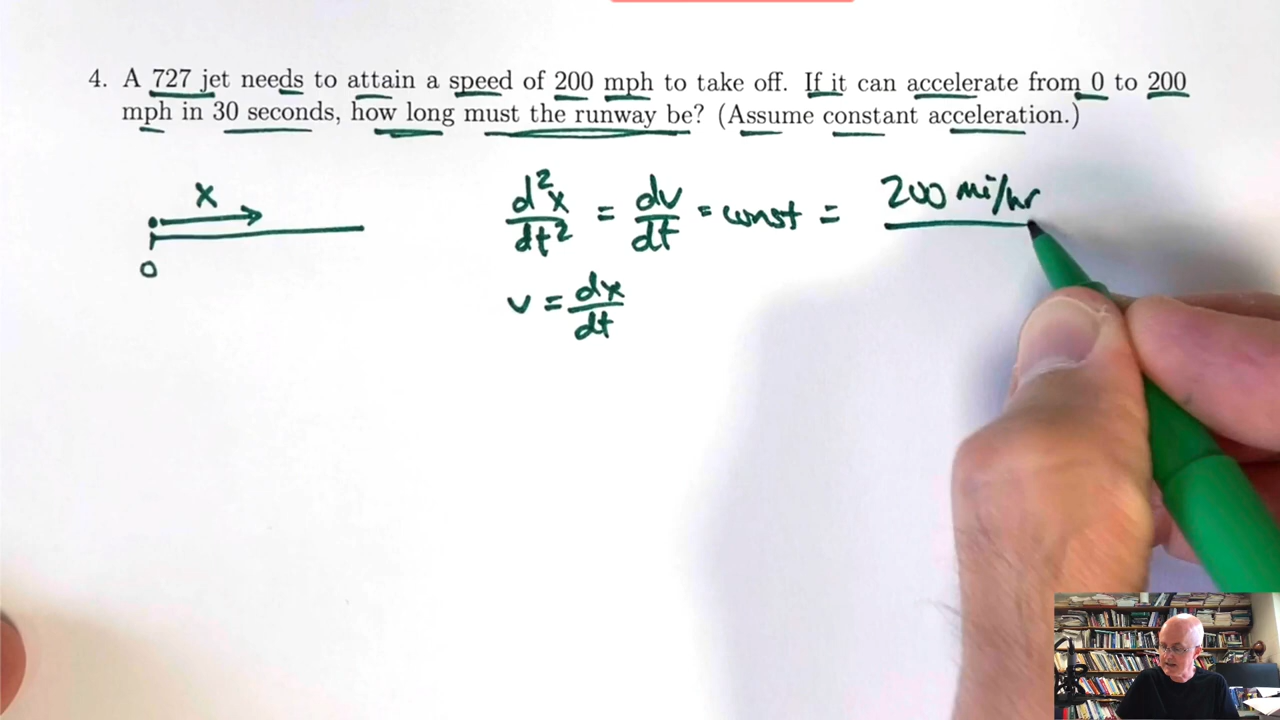 4. A 727 jet needs to attain a speed of 200 mph to take off. If it can accelerate from 0 to 200
mph in 30 seconds, how long must the runway be? (Assume constant acceleration.)
x
0
d²x/dt² = dv/dt = const = 200 mi/hr
v = dx/dt